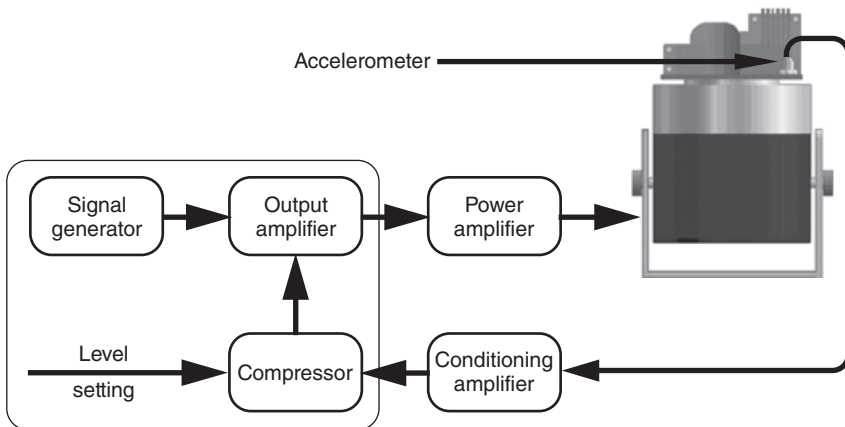 Accelerometer
Signal
generator
Output
amplifier
Power
amplifier
Level
setting
Compressor
Conditioning
amplifier